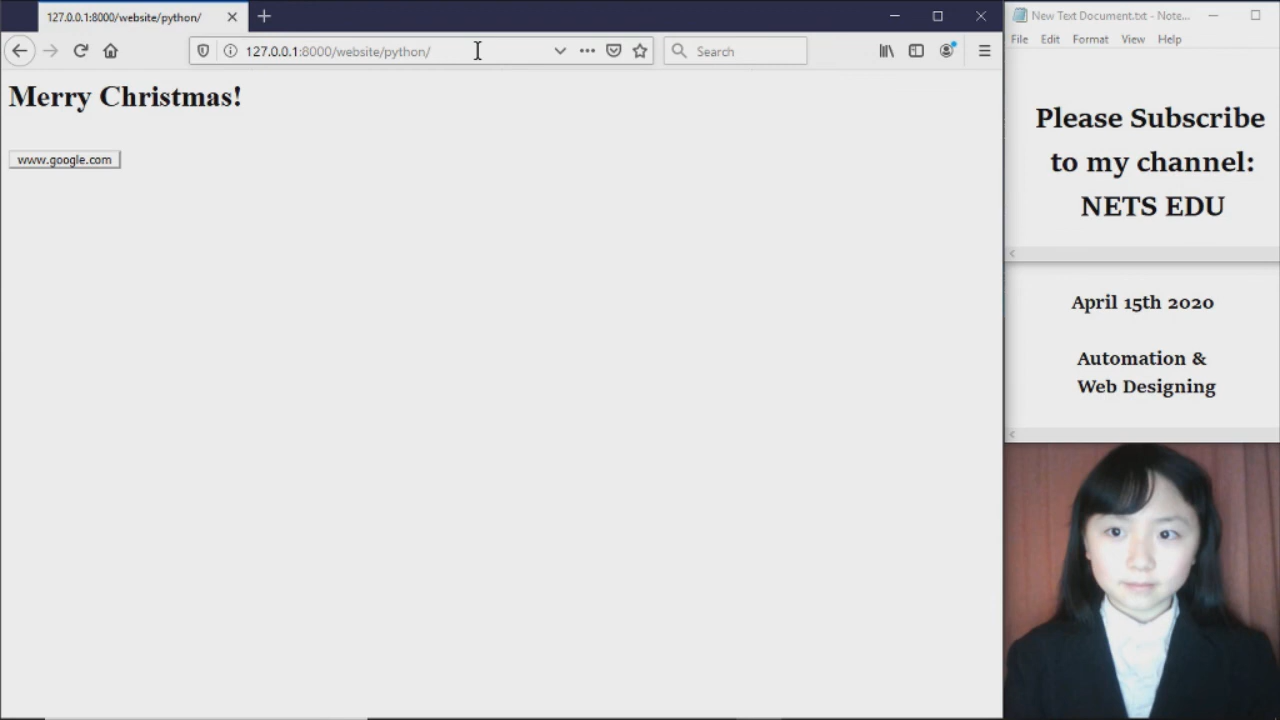 127.0.0.1:8000/website/python/
127.0.0.1:8000/website/python/
Search
Merry Christmas!
www.google.com
New Text Document.txt - Note...
File Edit Format View Help
Please Subscribe
to my channel:
NETS EDU
April 15th 2020
Automation &
Web Designing